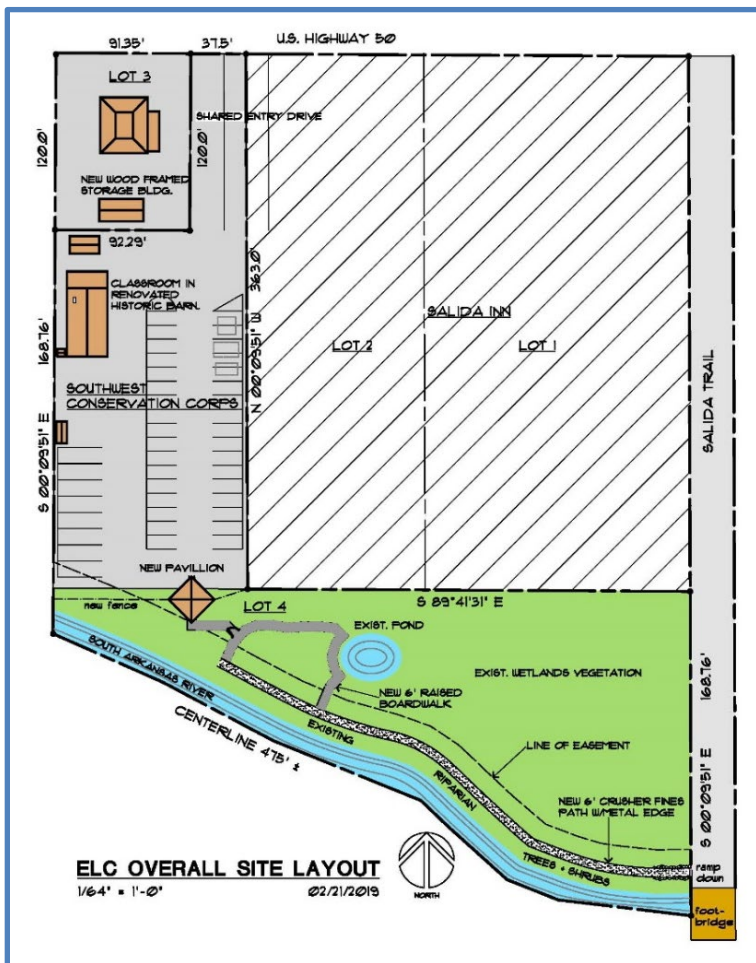 U.S. HIGHWAY 50
91.35'
37.5'
LOT 3
SHARED ENTRY DRIVE
120.0'
120.0'
NEW WOOD FRAMED
STORAGE BLDG.
92.29'
CLASSROOM IN
RENOVATED
HISTORIC BARN.
N 00°09'51" W 363.0'
SALIDA INN
LOT 2
LOT 1
168.76'
SOUTHWEST
CONSERVATION CORPS
S 00°09'51" E
SALIDA TRAIL
NEW PAVILLION
S 89°41'31" E
new fence
LOT 4
EXIST. POND
EXIST. WETLANDS VEGETATION
168.76'
SOUTH ARKANSAS RIVER
NEW 6' RAISED
BOARDWALK
CENTERLINE 475' ±
EXISTING
RIPARIAN
TREES + SHRUBS
LINE OF EASEMENT
S 00°09'51" E
NEW 6' CRUSHER FINES
PATH W/METAL EDGE
ramp
down
foot-
bridge
ELC OVERALL SITE LAYOUT
1/64" = 1'-0"
02/21/2019
NORTH